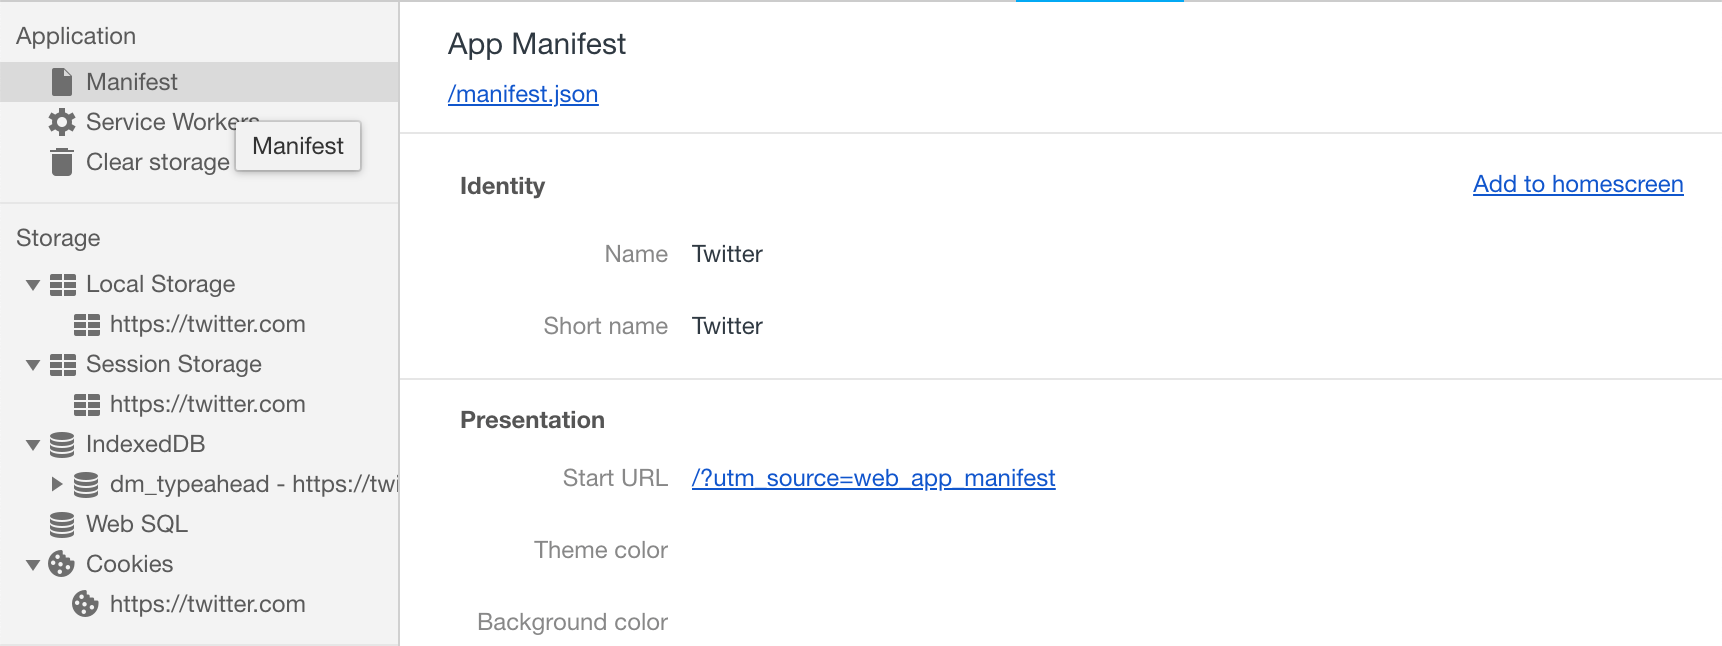 Application
Manifest
Service Workers
Manifest
Clear storage
Storage
Local Storage
https://twitter.com
Session Storage
https://twitter.com
IndexedDB
dm_typeahead - https://twi
Web SQL
Cookies
https://twitter.com
App Manifest
/manifest.json
Identity
Add to homescreen
Name Twitter
Short name Twitter
Presentation
Start URL /?utm_source=web_app_manifest
Theme color
Background color